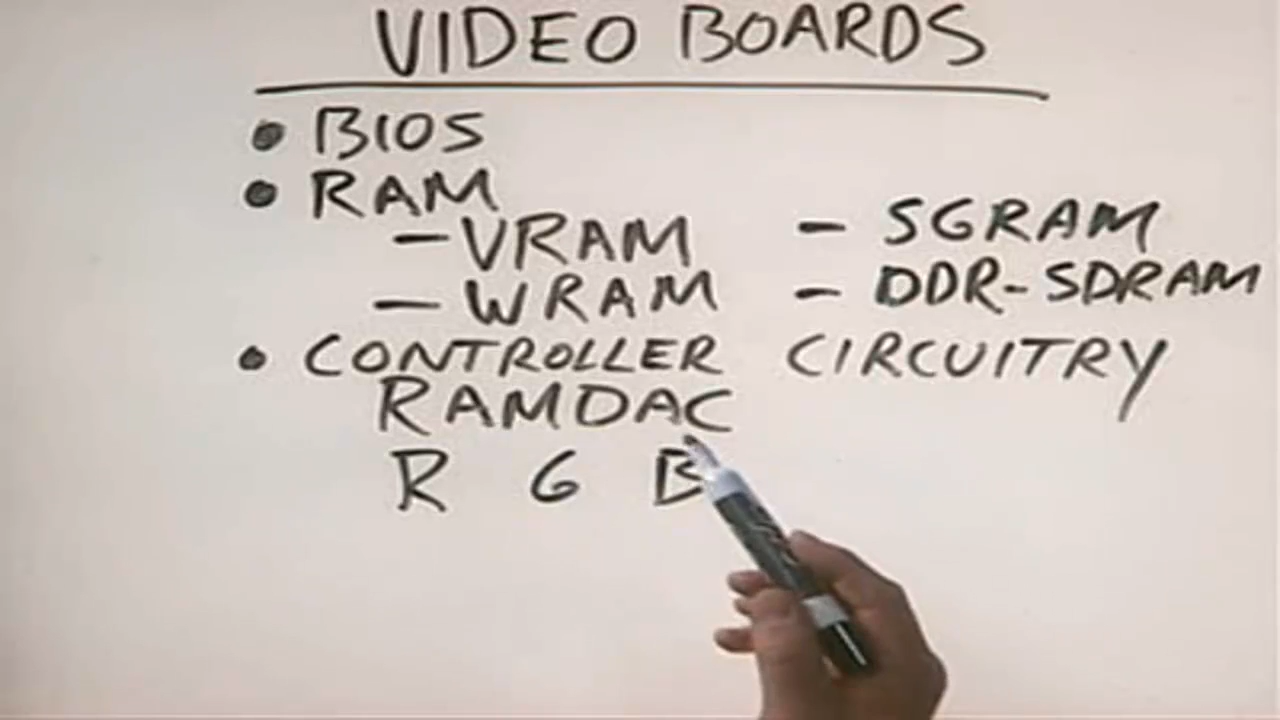 VIDEO BOARDS
• BIOS
• RAM
– VRAM – SGRAM
– WRAM – DDR-SDRAM
• CONTROLLER CIRCUITRY
RAMDAC
R G B